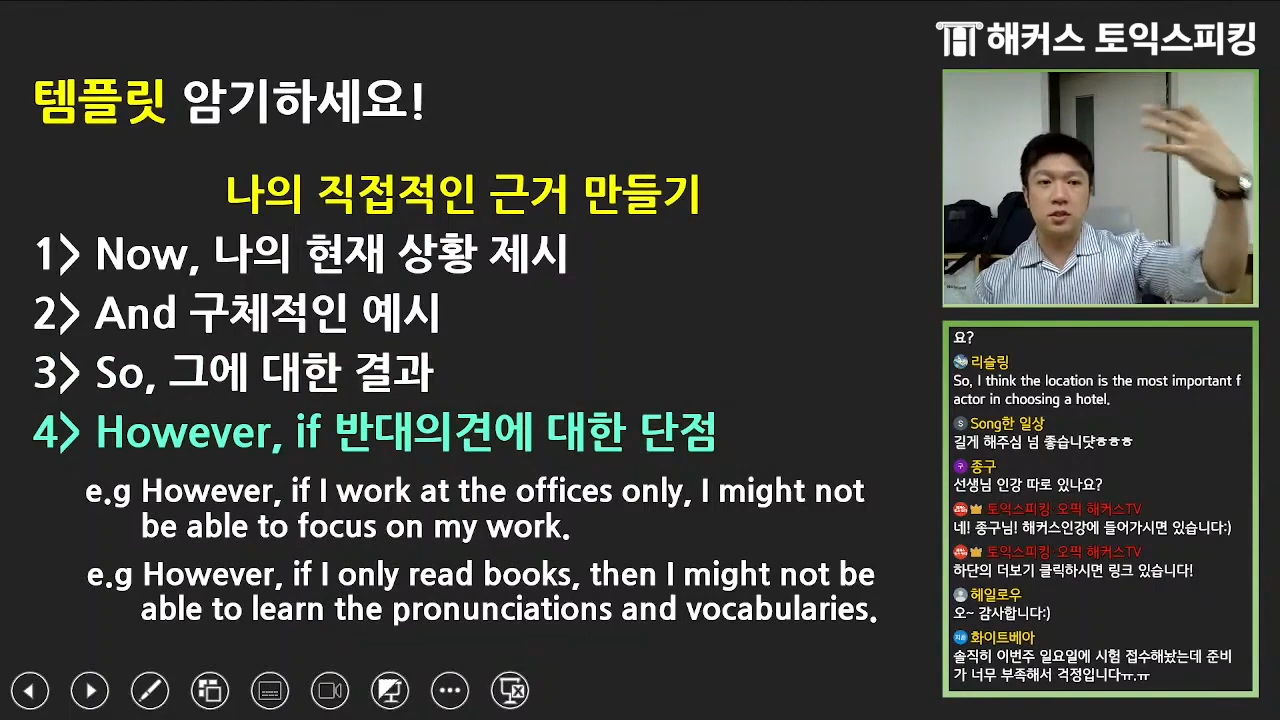 해커스 토익스피킹
템플릿 암기하세요!
나의 직접적인 근거 만들기
1> Now, 나의 현재 상황 제시
2> And 구체적인 예시
3> So, 그에 대한 결과
4> However, if 반대의견에 대한 단점
e.g However, if I work at the offices only, I might not
be able to focus on my work.
e.g However, if I only read books, then I might not be
able to learn the pronunciations and vocabularies.
요?
리슬링
So, I think the location is the most important f
actor in choosing a hotel.
Song한 일상
길게 해주심 넘 좋습니닷ㅎㅎㅎ
종구
선생님 인강 따로 있나요?
토익스피킹 오픽 해커스TV
네! 종구님! 해커스인강에 들어가시면 있습니다:)
토익스피킹 오픽 해커스TV
하단의 더보기 클릭하시면 링크 있습니다!
헤일로우
오~ 감사합니다:)
화이트베아
솔직히 이번주 일요일에 시험 접수해놨는데 준비
가 너무 부족해서 걱정입니다ㅠ.ㅠ